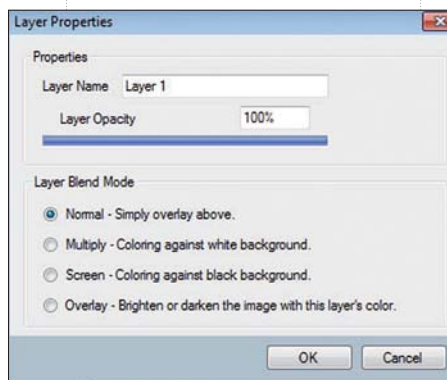 Layer Properties
Properties
Layer Name Layer 1
Layer Opacity 100%
Layer Blend Mode
Normal - Simply overlay above.
Multiply - Coloring against white background.
Screen - Coloring against black background.
Overlay - Brighten or darken the image with this layer's color.
OK Cancel